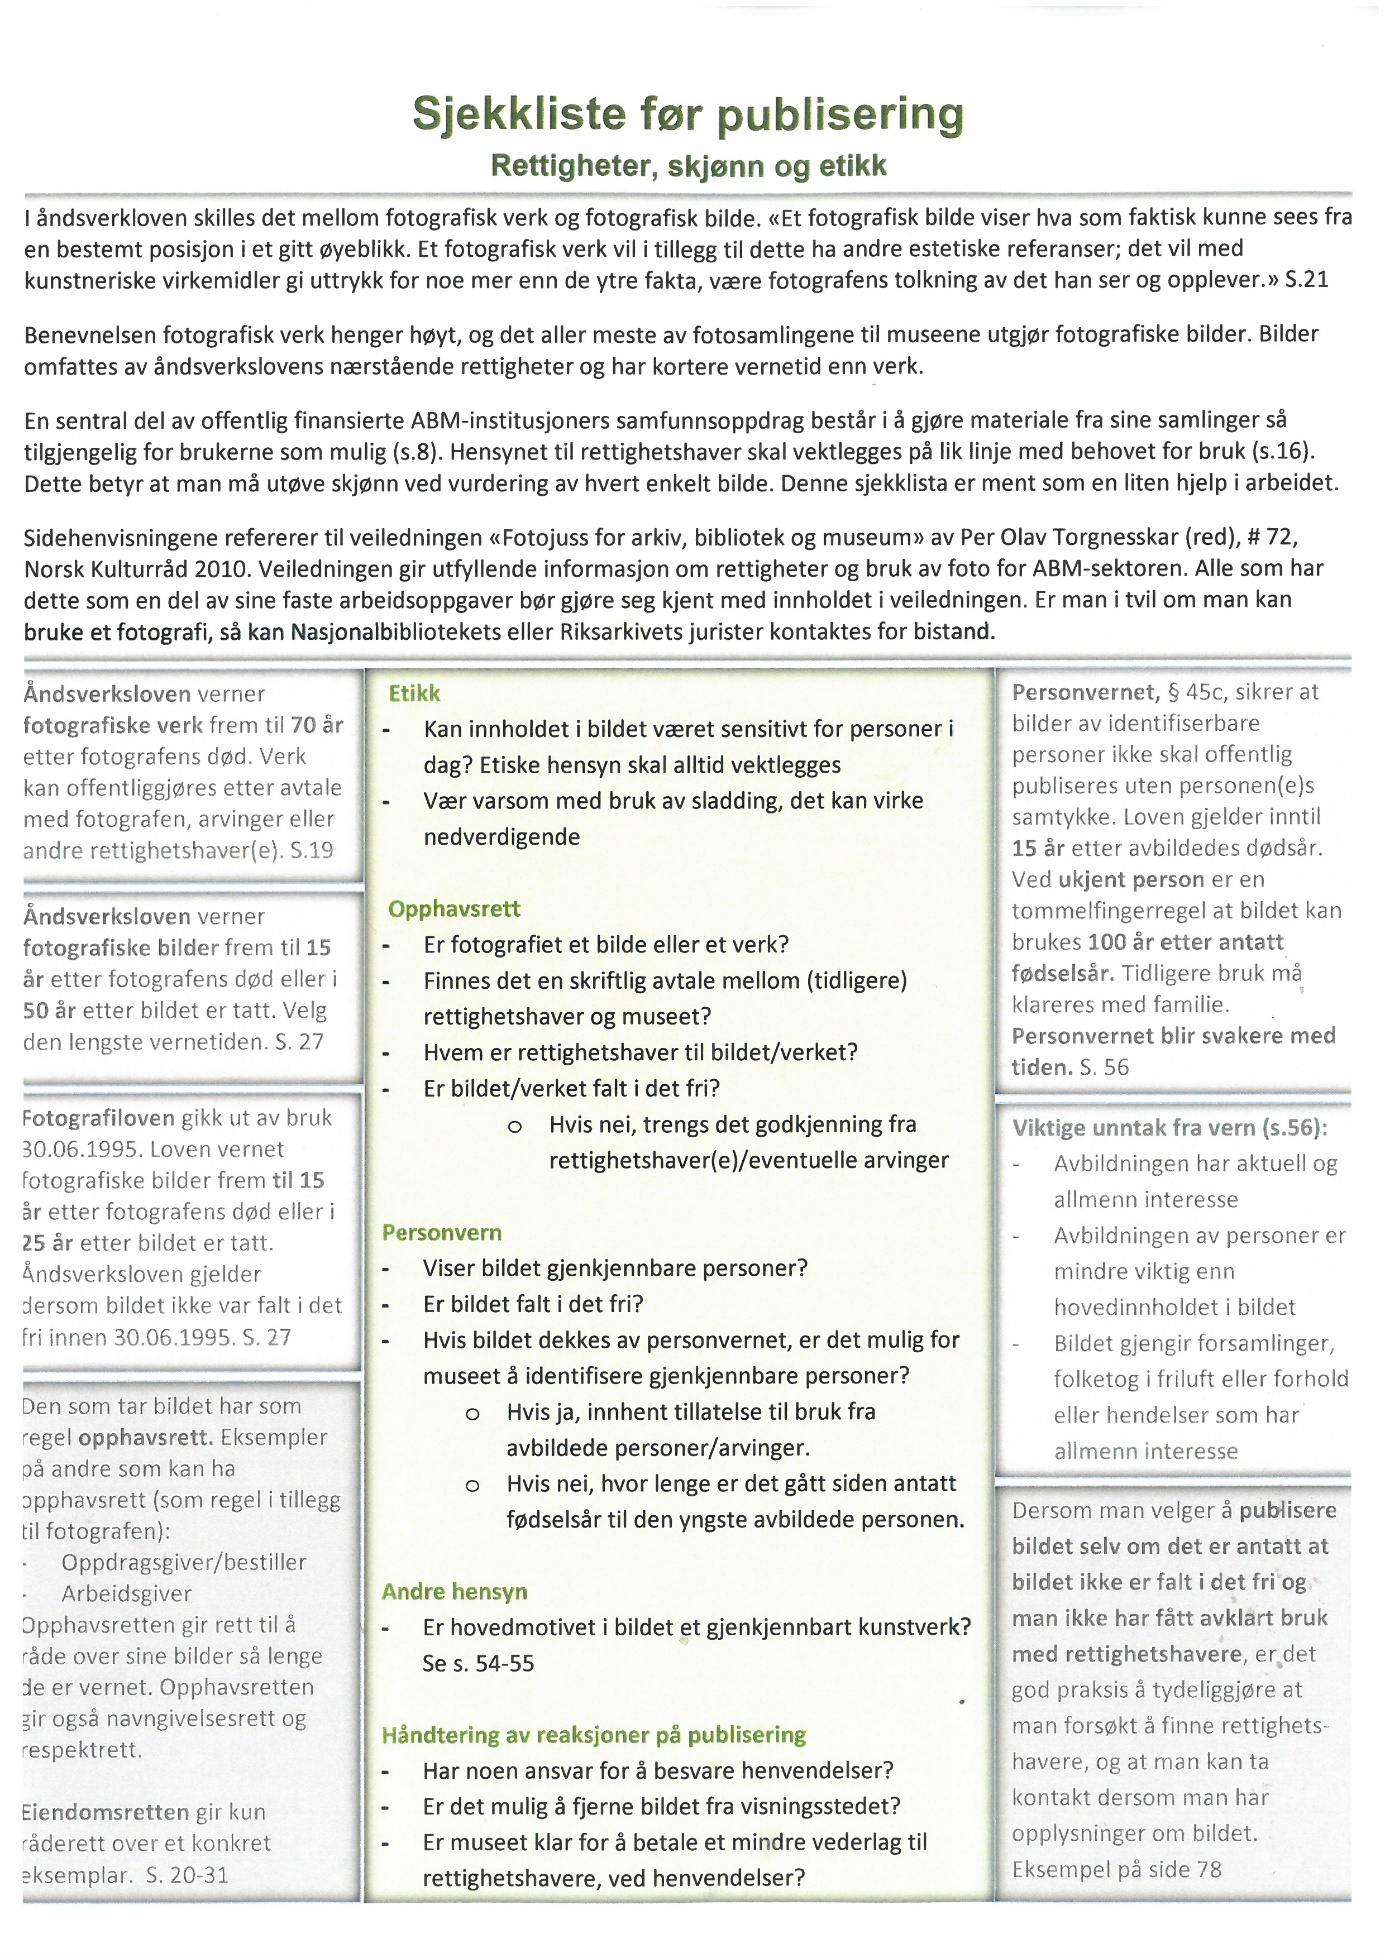 Sjekkliste før publisering
Rettigheter, skjønn og etikk
I åndsverkloven skilles det mellom fotografisk verk og fotografisk bilde. «Et fotografisk bilde viser hva som faktisk kunne sees fra
en bestemt posisjon i et gitt øyeblikk. Et fotografisk verk vil i tillegg til dette ha andre estetiske referanser; det vil med
kunstneriske virkemidler gi uttrykk for noe mer enn de ytre fakta, være fotografens tolkning av det han ser og opplever.» S.21
Benevnelsen fotografisk verk henger høyt, og det aller meste av fotosamlingene til museene utgjør fotografiske bilder. Bilder
omfattes av åndsverkslovens nærstående rettigheter og har kortere vernetid enn verk.
En sentral del av offentlig finansierte ABM-institusjoners samfunnsoppdrag består i å gjøre materiale fra sine samlinger så
tilgjengelig for brukerne som mulig (s.8). Hensynet til rettighetshaver skal vektlegges på lik linje med behovet for bruk (s.16).
Dette betyr at man må utøve skjønn ved vurdering av hvert enkelt bilde. Denne sjekklista er ment som en liten hjelp i arbeidet.
Sidehenvisningene refererer til veiledningen «Fotojuss for arkiv, bibliotek og museum» av Per Olav Torgnesskar (red), # 72,
Norsk Kulturråd 2010. Veiledningen gir utfyllende informasjon om rettigheter og bruk av foto for ABM-sektoren. Alle som har
dette som en del av sine faste arbeidsoppgaver bør gjøre seg kjent med innholdet i veiledningen. Er man i tvil om man kan
bruke et fotografi, så kan Nasjonalbibliotekets eller Riksarkivets jurister kontaktes for bistand.
Åndsverksloven verner
fotografiske verk frem til 70 år
etter fotografens død. Verk
kan offentliggjøres etter avtale
med fotografen, arvinger eller
andre rettighetshaver(e). S.19
Åndsverksloven verner
fotografiske bilder frem til 15
år etter fotografens død eller i
50 år etter bildet er tatt. Velg
den lengste vernetiden. S. 27
Fotografiloven gikk ut av bruk
30.06.1995. Loven vernet
fotografiske bilder frem til 15
år etter fotografens død eller i
25 år etter bildet er tatt.
Åndsverksloven gjelder
dersom bildet ikke var falt i det
fri innen 30.06.1995. S. 27
Den som tar bildet har som
regel opphavsrett. Eksempler
på andre som kan ha
opphavsrett (som regel i tillegg
til fotografen):
- Oppdragsgiver/bestiller
- Arbeidsgiver
Opphavsretten gir rett til å
råde over sine bilder så lenge
de er vernet. Opphavsretten
gir også navngivelsesrett og
respektrett.
Eiendomsretten gir kun
råderett over et konkret
eksemplar. S. 20-31
Etikk
- Kan innholdet i bildet været sensitivt for personer i
dag? Etiske hensyn skal alltid vektlegges
- Vær varsom med bruk av sladding, det kan virke
nedverdigende
Opphavsrett
- Er fotografiet et bilde eller et verk?
- Finnes det en skriftlig avtale mellom (tidligere)
rettighetshaver og museet?
- Hvem er rettighetshaver til bildet/verket?
- Er bildet/verket falt i det fri?
o Hvis nei, trengs det godkjenning fra
rettighetshaver(e)/eventuelle arvinger
Personvern
- Viser bildet gjenkjennbare personer?
- Er bildet falt i det fri?
- Hvis bildet dekkes av personvernet, er det mulig for
museet å identifisere gjenkjennbare personer?
o Hvis ja, innhent tillatelse til bruk fra
avbildede personer/arvinger.
o Hvis nei, hvor lenge er det gått siden antatt
fødselsår til den yngste avbildede personen.
Andre hensyn
- Er hovedmotivet i bildet et gjenkjennbart kunstverk?
Se s. 54-55
Håndtering av reaksjoner på publisering
- Har noen ansvar for å besvare henvendelser?
- Er det mulig å fjerne bildet fra visningsstedet?
- Er museet klar for å betale et mindre vederlag til
rettighetshavere, ved henvendelser?
Personvernet, § 45c, sikrer at
bilder av identifiserbare
personer ikke skal offentlig
publiseres uten personen(e)s
samtykke. Loven gjelder inntil
15 år etter avbildedes dødsår.
Ved ukjent person er en
tommelfingerregel at bildet kan
brukes 100 år etter antatt
fødselsår. Tidligere bruk må
klareres med familie.
Personvernet blir svakere med
tiden. S. 56
Viktige unntak fra vern (s.56):
- Avbildningen har aktuell og
allmenn interesse
- Avbildningen av personer er
mindre viktig enn
hovedinnholdet i bildet
- Bildet gjengir forsamlinger,
folketog i friluft eller forhold
eller hendelser som har
allmenn interesse
Dersom man velger å publisere
bildet selv om det er antatt at
bildet ikke er falt i det fri og
man ikke har fått avklart bruk
med rettighetshavere, er det
god praksis å tydeliggjøre at
man forsøkt å finne rettighets-
havere, og at man kan ta
kontakt dersom man har
opplysninger om bildet.
Eksempel på side 78